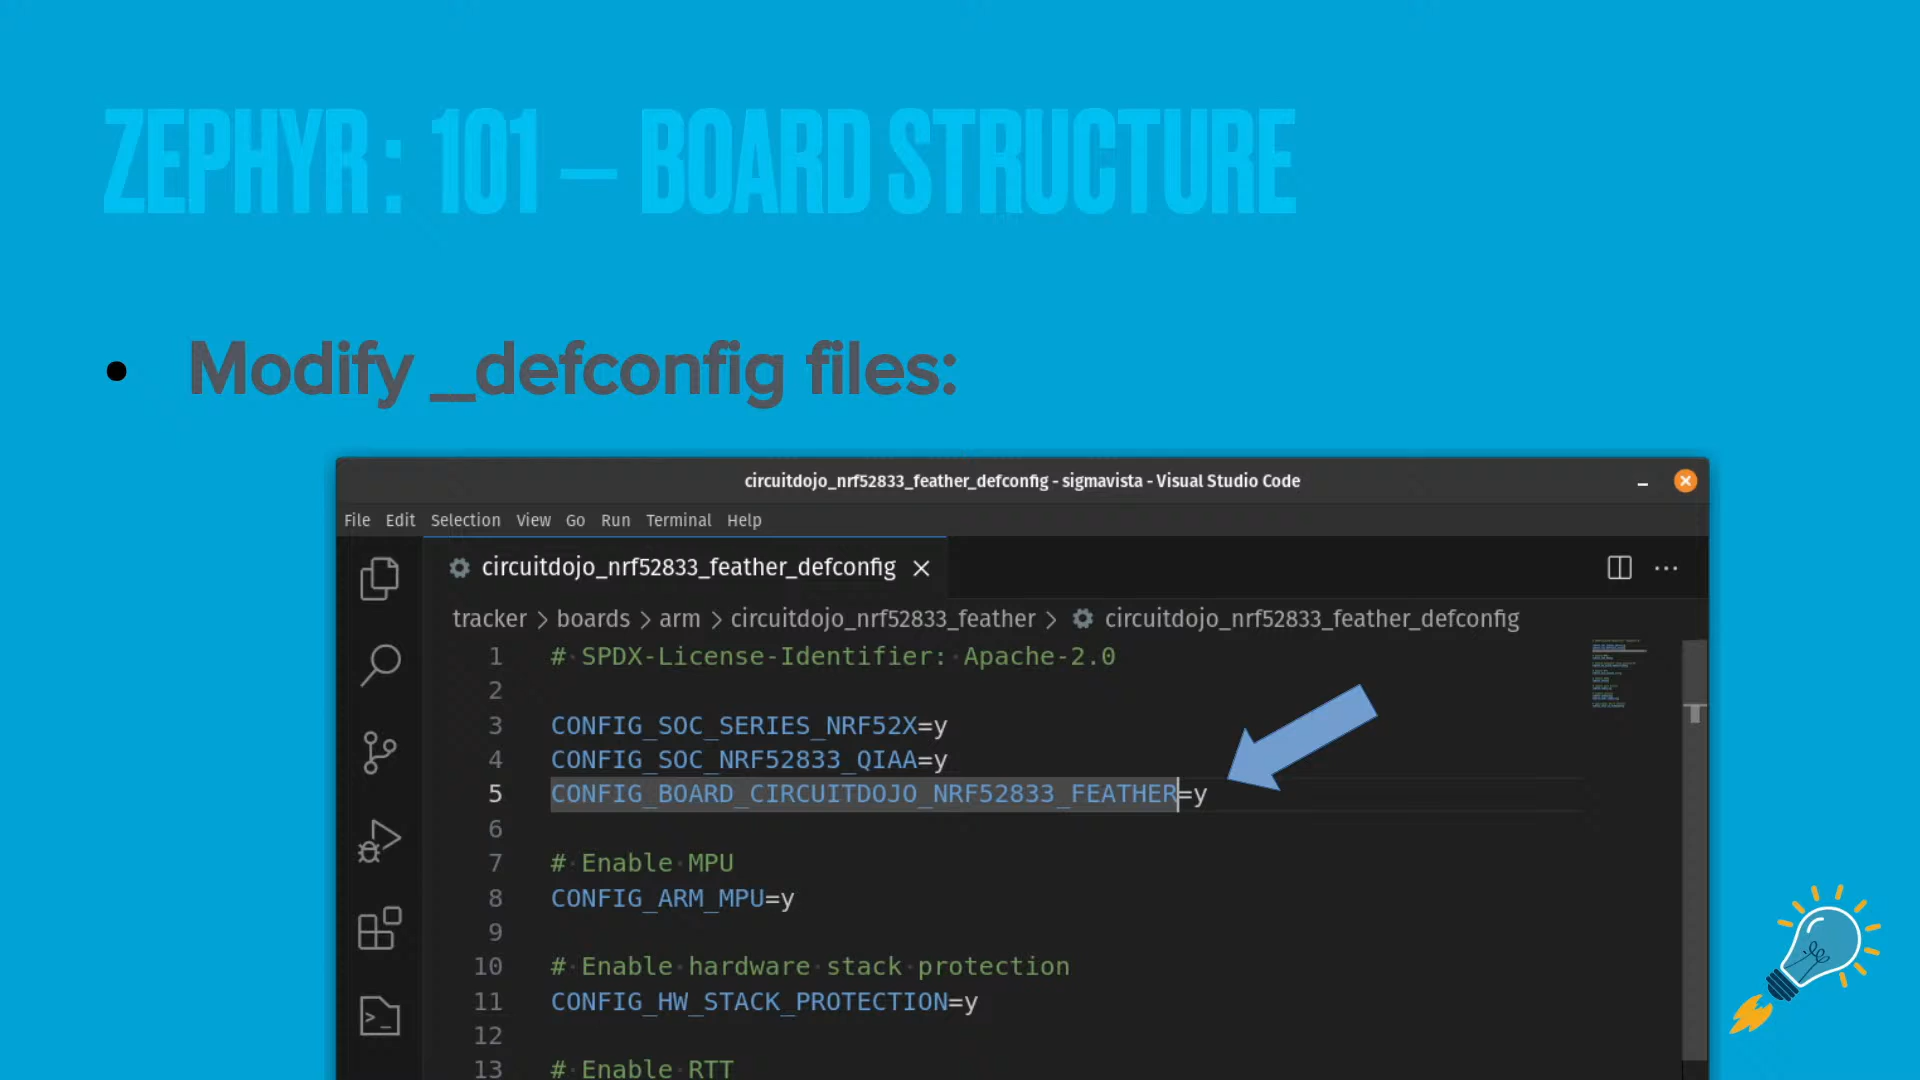 ZEPHYR : 101 – BOARD STRUCTURE
• Modify _defconfig files:
circuitdojo_nrf52833_feather_defconfig - sigmavista - Visual Studio Code
File Edit Selection View Go Run Terminal Help
circuitdojo_nrf52833_feather_defconfig
tracker > boards > arm > circuitdojo_nrf52833_feather > circuitdojo_nrf52833_feather_defconfig
1 # SPDX-License-Identifier: Apache-2.0
2
3 CONFIG_SOC_SERIES_NRF52X=y
4 CONFIG_SOC_NRF52833_QIAA=y
5 CONFIG_BOARD_CIRCUITDOJO_NRF52833_FEATHER=y
6
7 # Enable MPU
8 CONFIG_ARM_MPU=y
9
10 # Enable hardware stack protection
11 CONFIG_HW_STACK_PROTECTION=y
12
13 # Enable RTT